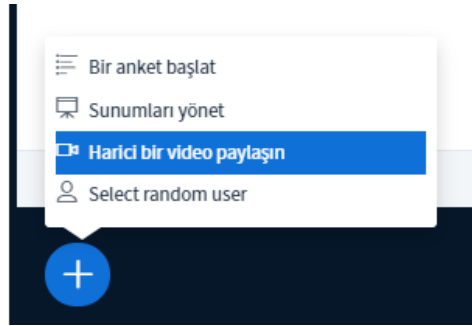 Bir anket başlat
Sunumları yönet
Harici bir video paylaşın
Select random user